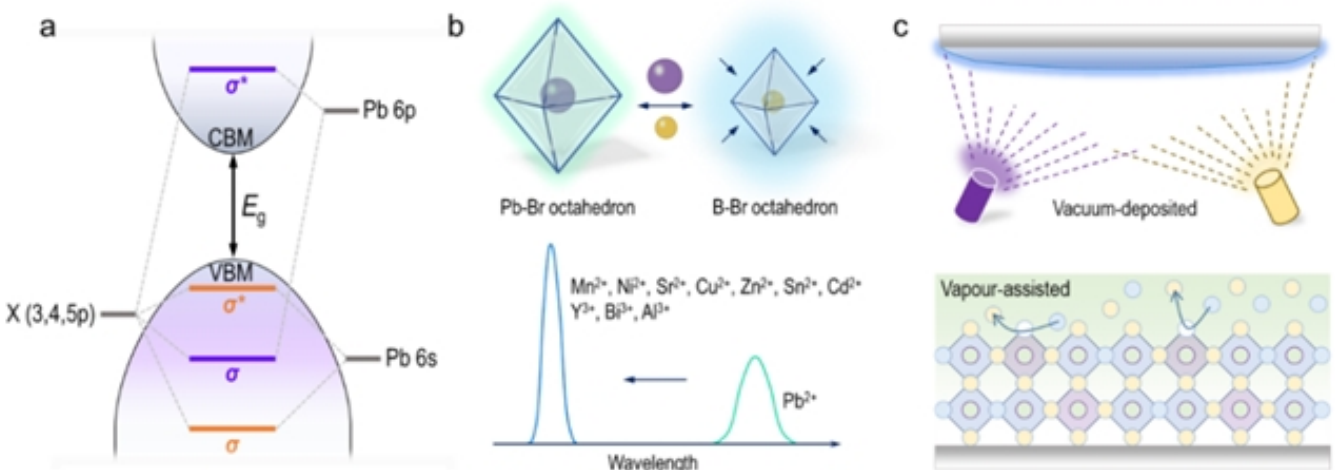 a
σ*
Pb 6p
CBM
Eg
VBM
σ*
X (3,4,5p)
σ
Pb 6s
σ
b
Pb-Br octahedron
B-Br octahedron
Mn²⁺, Ni²⁺, Sr²⁺, Cu²⁺, Zn²⁺, Sn²⁺, Cd²⁺
Y³⁺, Bi³⁺, Al³⁺
Pb²⁺
Wavelength
c
Vacuum-deposited
Vapour-assisted